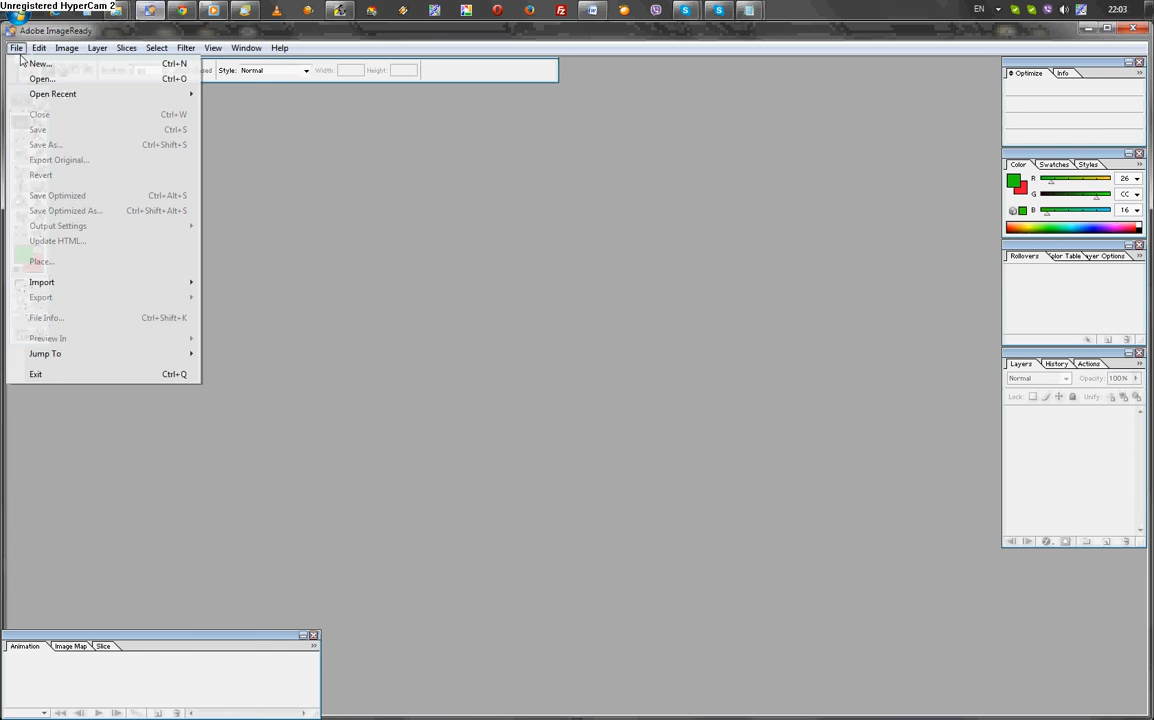 Unregistered HyperCam 2
EN
22:03
Adobe ImageReady
File Edit Image Layer Slices Select Filter View Window Help
New... Ctrl+N
Open... Ctrl+O
Open Recent
Close Ctrl+W
Save Ctrl+S
Save As... Ctrl+Shift+S
Export Original...
Revert
Save Optimized Ctrl+Alt+S
Save Optimized As... Ctrl+Shift+Alt+S
Output Settings
Update HTML...
Place...
Import
Export
File Info... Ctrl+Shift+K
Preview In
Jump To
Exit Ctrl+Q
Style: Normal Width: Height:
Optimize Info
Color Swatches Styles
R 26
G CC
B 16
Rollovers Color Table Layer Options
Layers History Actions
Normal Opacity: 100%
Lock: Unify:
Animation Image Map Slice